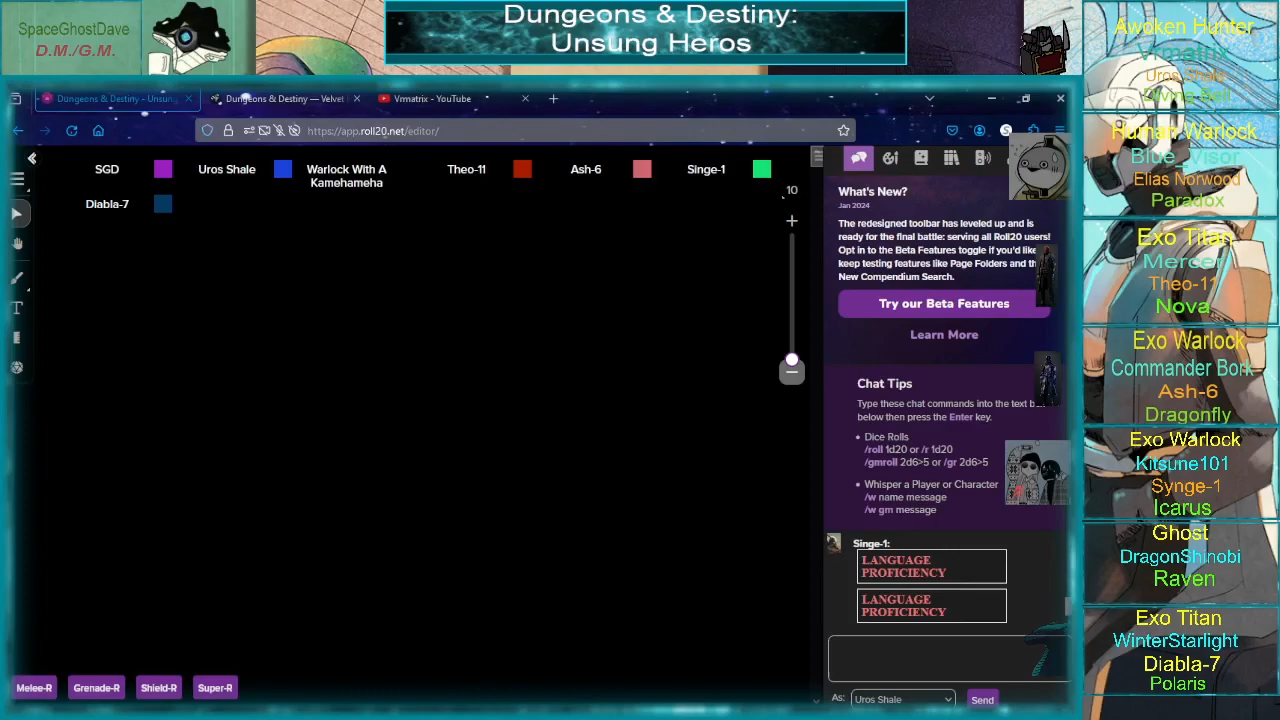 SpaceGhostDave
D.M./G.M.
Dungeons & Destiny:
Unsung Heros
Dungeons & Destiny - Unsung
Dungeons & Destiny — Velvet
Vrmatrix - YouTube
https://app.roll20.net/editor/
SGD
Uros Shale
Warlock With A
Kamehameha
Theo-11
Ash-6
Singe-1
Diabla-7
10
What's New?
Jan 2024
The redesigned toolbar has leveled up and is
ready for the final battle: serving all Roll20 users!
Opt in to the Beta Features toggle if you'd like
keep testing features like Page Folders and th
New Compendium Search.
Try our Beta Features
Learn More
Chat Tips
Type these chat commands into the text b
below then press the Enter key.
• Dice Rolls
/roll 1d20 or /r 1d20
/gmroll 2d6>5 or /gr 2d6>5
• Whisper a Player or Character
/w name message
/w gm message
Singe-1:
LANGUAGE
PROFICIENCY
LANGUAGE
PROFICIENCY
As:
Uros Shale
Send
Melee-R
Grenade-R
Shield-R
Super-R
Awoken Hunter
Vrmatrix
Uros Shale
Diving Bell
Human Warlock
Blue_Visor
Elias Norwood
Paradox
Exo Titan
Mercer
Theo-11
Nova
Exo Warlock
Commander Bork
Ash-6
Dragonfly
Exo Warlock
Kitsune101
Synge-1
Icarus
Ghost
DragonShinobi
Raven
Exo Titan
WinterStarlight
Diabla-7
Polaris